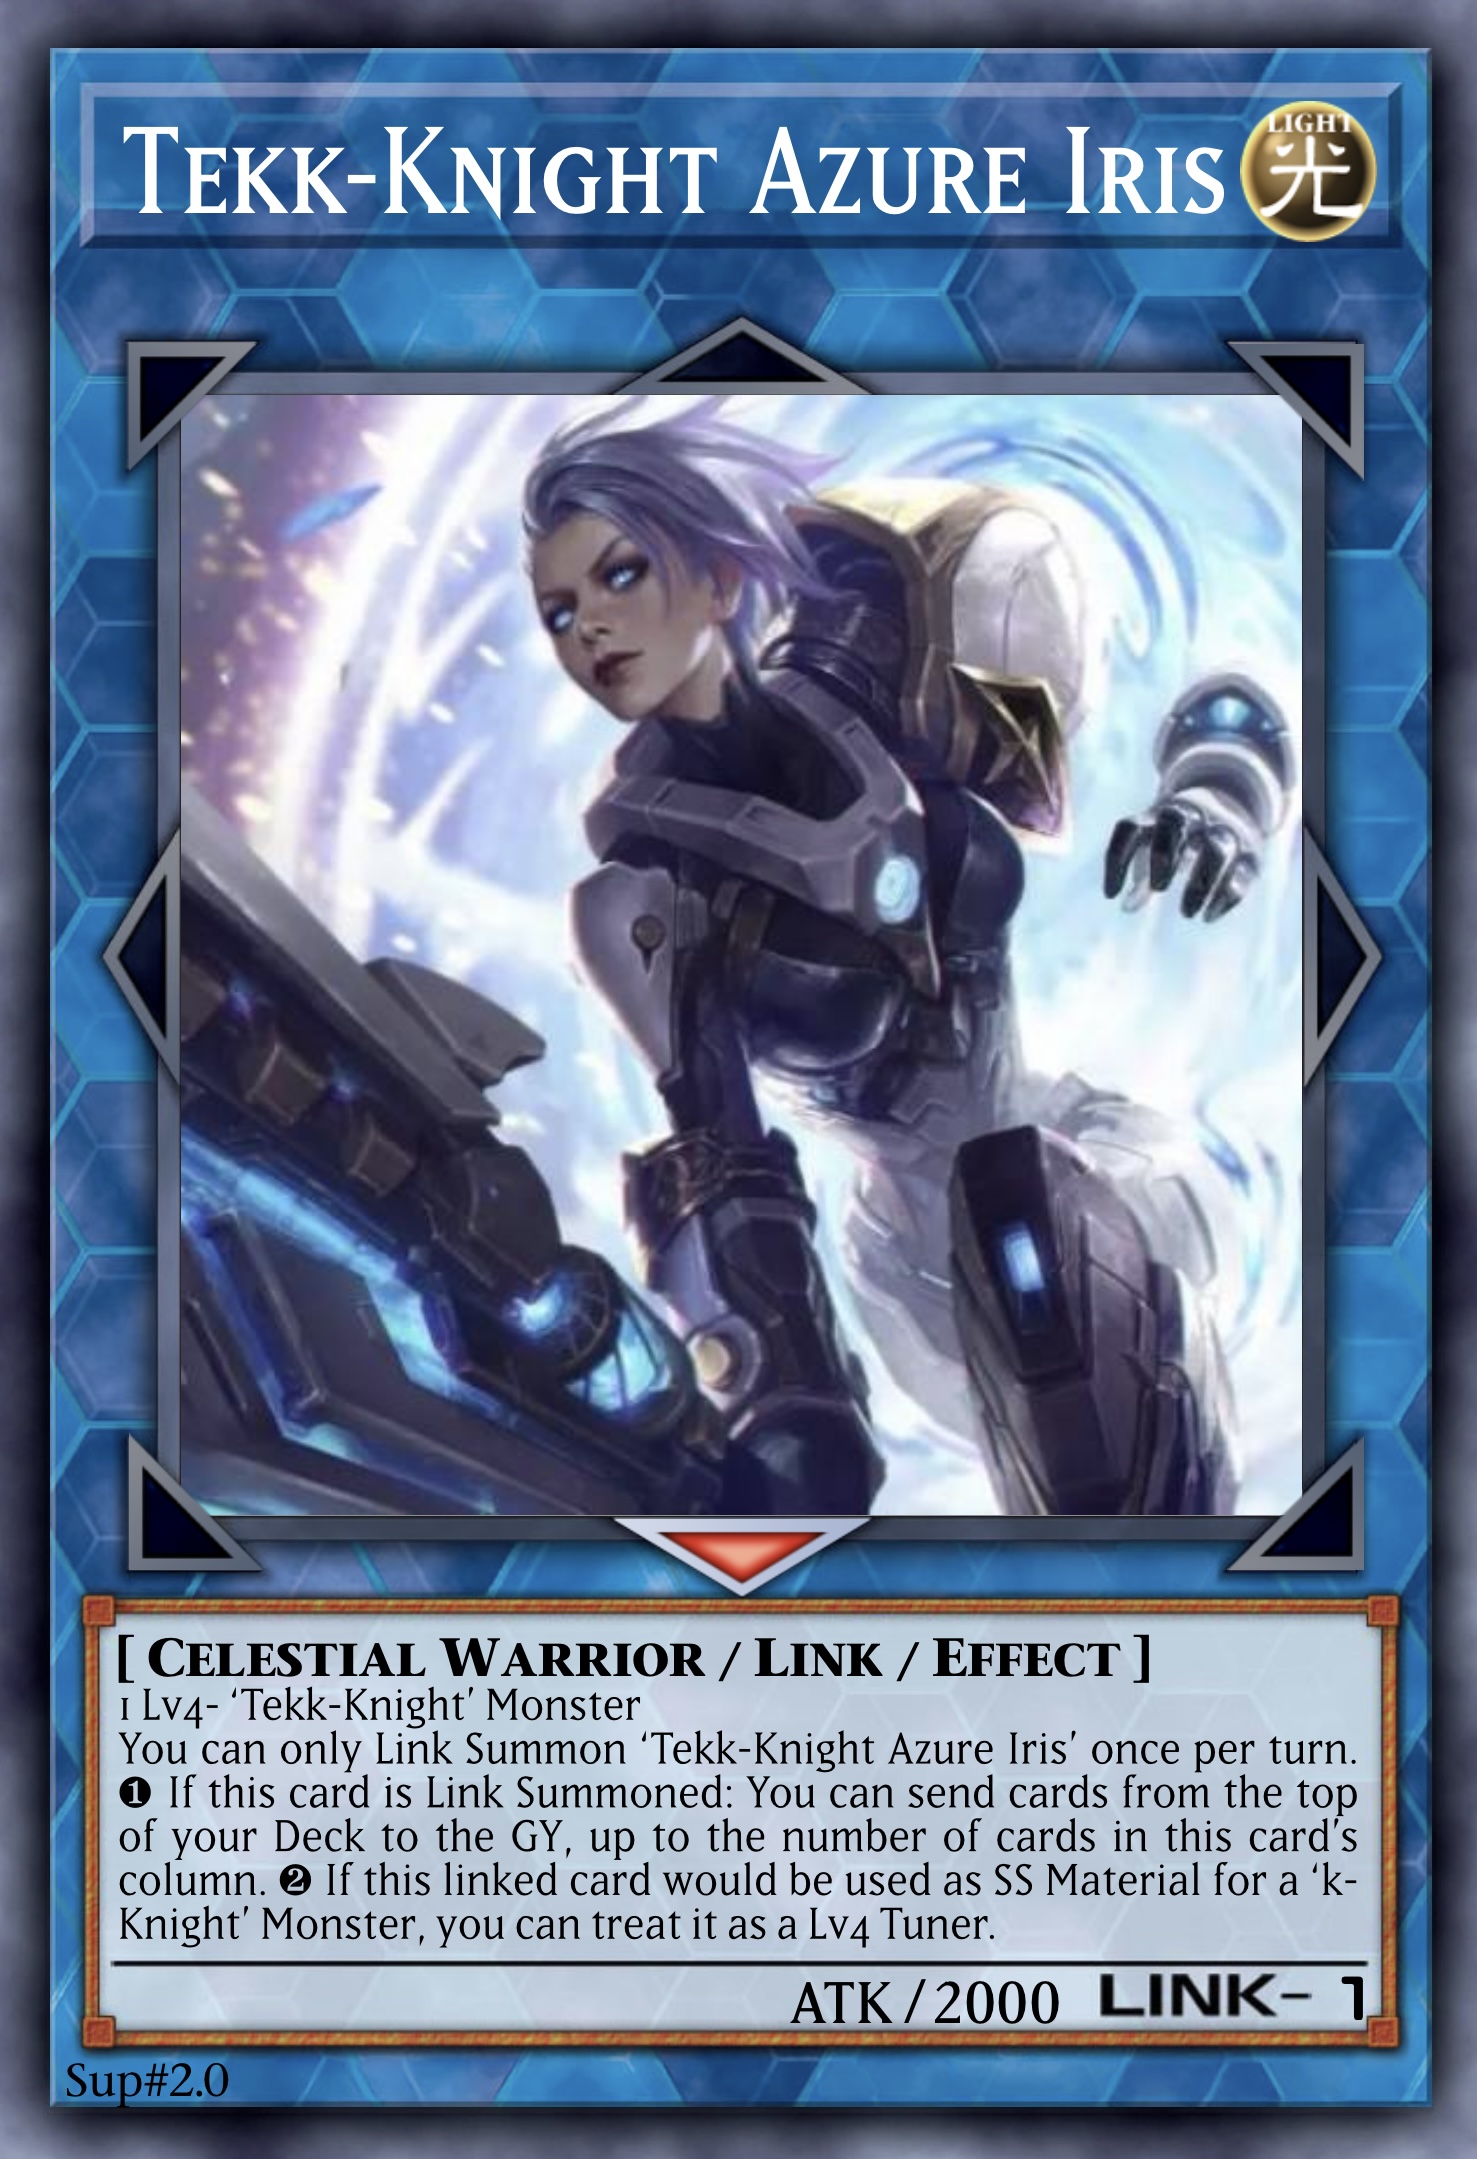 Tekk-Knight Azure Iris
LIGHT
光
[ Celestial Warrior / Link / Effect ]
1 Lv4- ‘Tekk-Knight’ Monster
You can only Link Summon ‘Tekk-Knight Azure Iris’ once per turn.
❶ If this card is Link Summoned: You can send cards from the top
of your Deck to the GY, up to the number of cards in this card’s
column. ❷ If this linked card would be used as SS Material for a ‘k-
Knight’ Monster, you can treat it as a Lv4 Tuner.
ATK/2000 LINK- 1
Sup#2.0